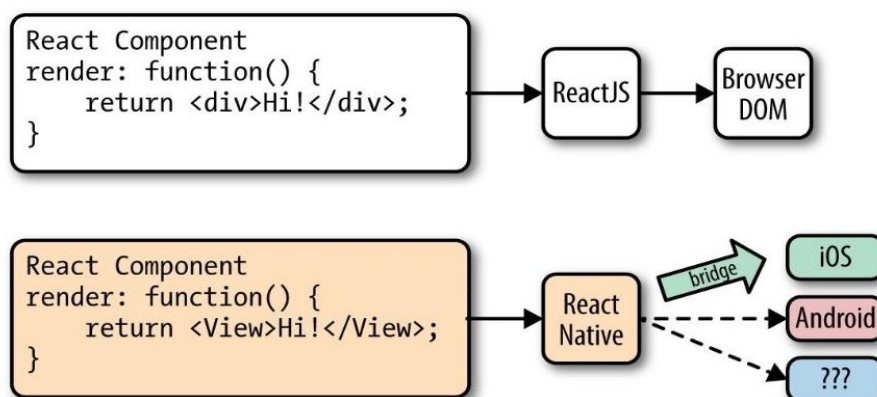 React Component
render: function() {
    return <div>Hi!</div>;
}
ReactJS
Browser
DOM
React Component
render: function() {
    return <View>Hi!</View>;
}
React
Native
bridge
iOS
Android
???